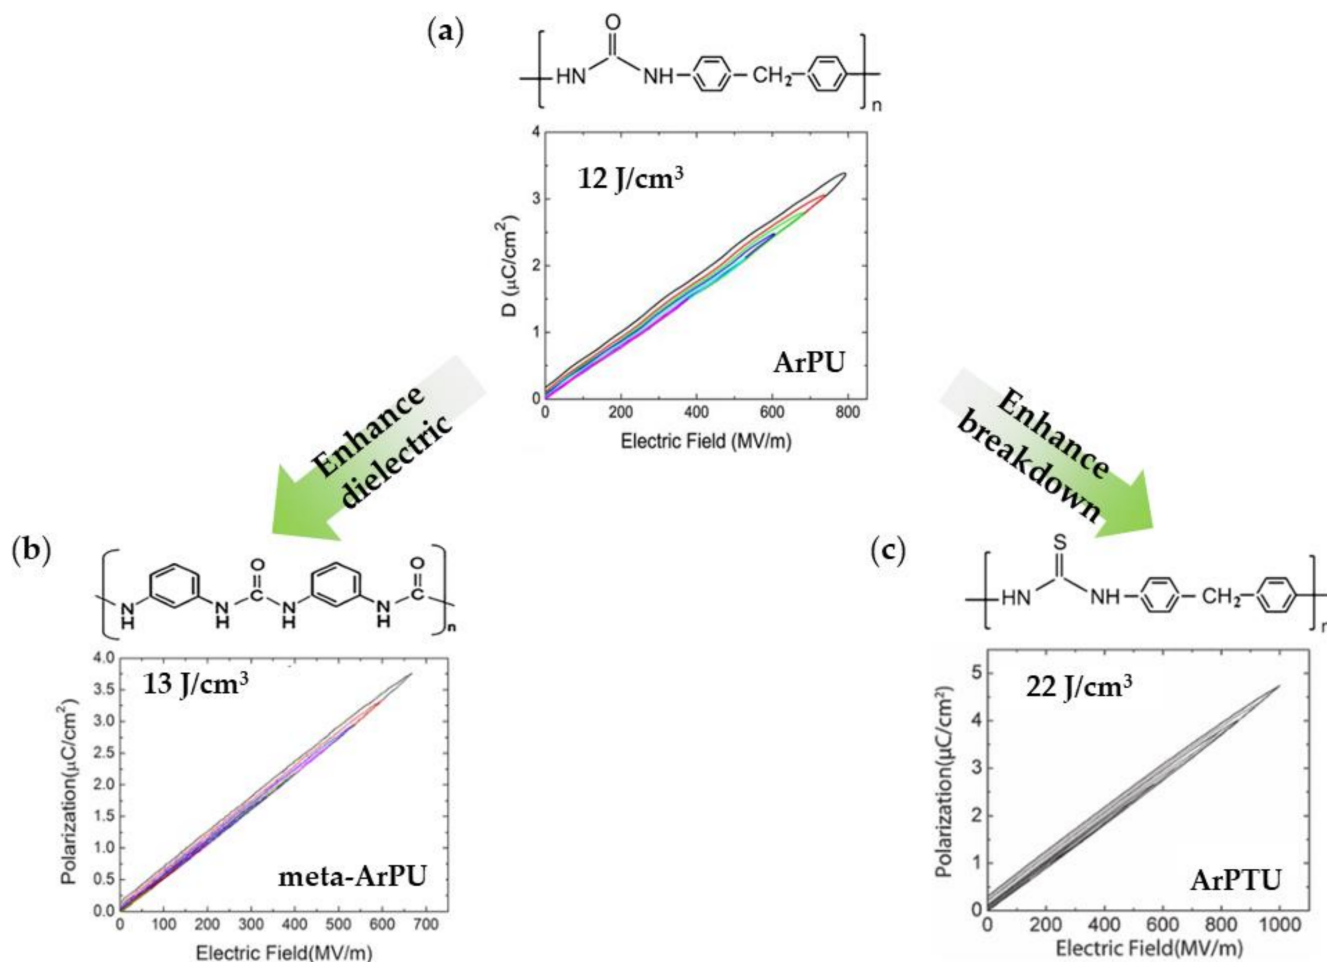 (a)
O
HN
NH
CH2
n
4
3
2
1
0
12 J/cm³
ArPU
D (μC/cm²)
0 200 400 600 800
Electric Field (MV/m)
Enhance
dielectric
Enhance
breakdown
(b)
O O
C C
N N N N
H H H H
n
4.0
3.5
3.0
2.5
2.0
1.5
1.0
0.5
0.0
13 J/cm³
meta-ArPU
Polarization(μC/cm²)
0 100 200 300 400 500 600 700
Electric Field(MV/m)
(c)
S
HN
NH
CH2
n
5
4
3
2
1
0
22 J/cm³
ArPTU
Polarization(μC/cm²)
0 200 400 600 800 1000
Electric Field(MV/m)